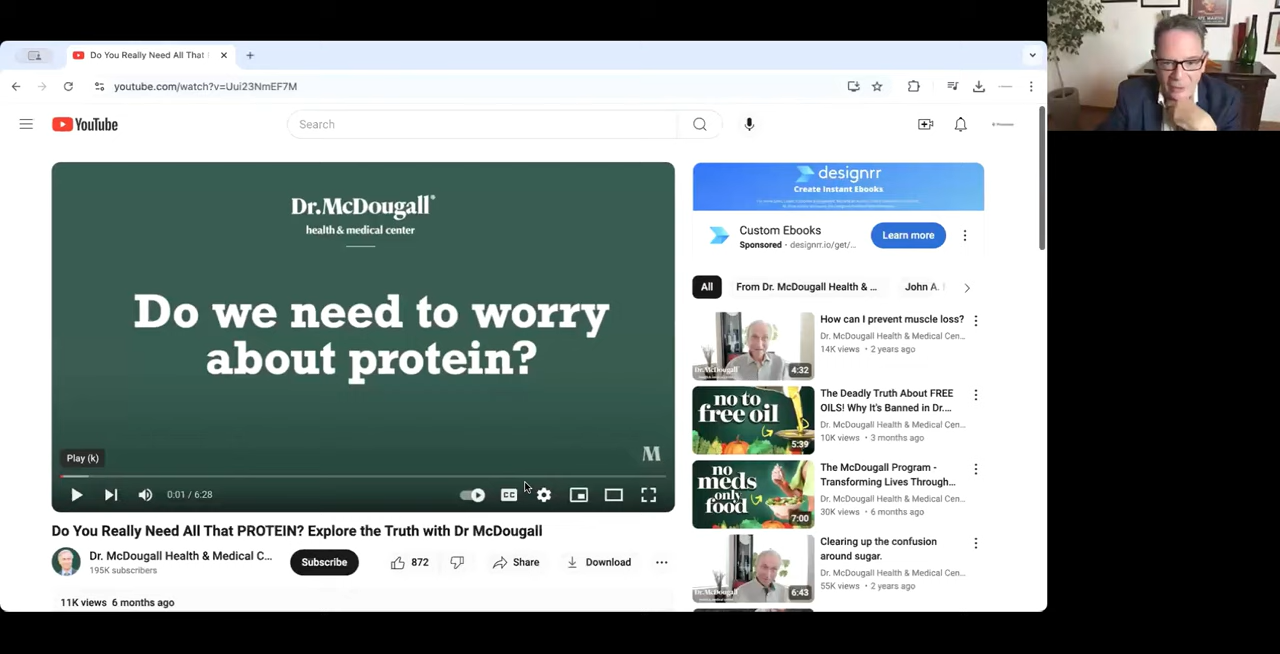 Do You Really Need All That
youtube.com/watch?v=Uui23NmEF7M
YouTube
Search
Dr.McDougall®
health & medical center
Do we need to worry
about protein?
Play (k)
M
0:01 / 6:28
CC
Do You Really Need All That PROTEIN? Explore the Truth with Dr McDougall
Dr. McDougall Health & Medical C...
195K subscribers
Subscribe
872
Share
Download
11K views 6 months ago
designrr
Create Instant Ebooks
Custom Ebooks
Sponsored · designrr.io/get/...
Learn more
All
From Dr. McDougall Health & ...
John A.
How can I prevent muscle loss?
Dr. McDougall Health & Medical Cen...
14K views • 2 years ago
Dr.McDougall
4:32
The Deadly Truth About FREE
OILS! Why It's Banned in Dr....
Dr. McDougall Health & Medical Cen...
10K views • 3 months ago
no to
free oil
5:39
The McDougall Program -
Transforming Lives Through...
Dr. McDougall Health & Medical Cen...
30K views • 6 months ago
no
meds
only
food
7:00
Clearing up the confusion
around sugar.
Dr. McDougall Health & Medical Cen...
55K views • 2 years ago
Dr.McDougall
6:43